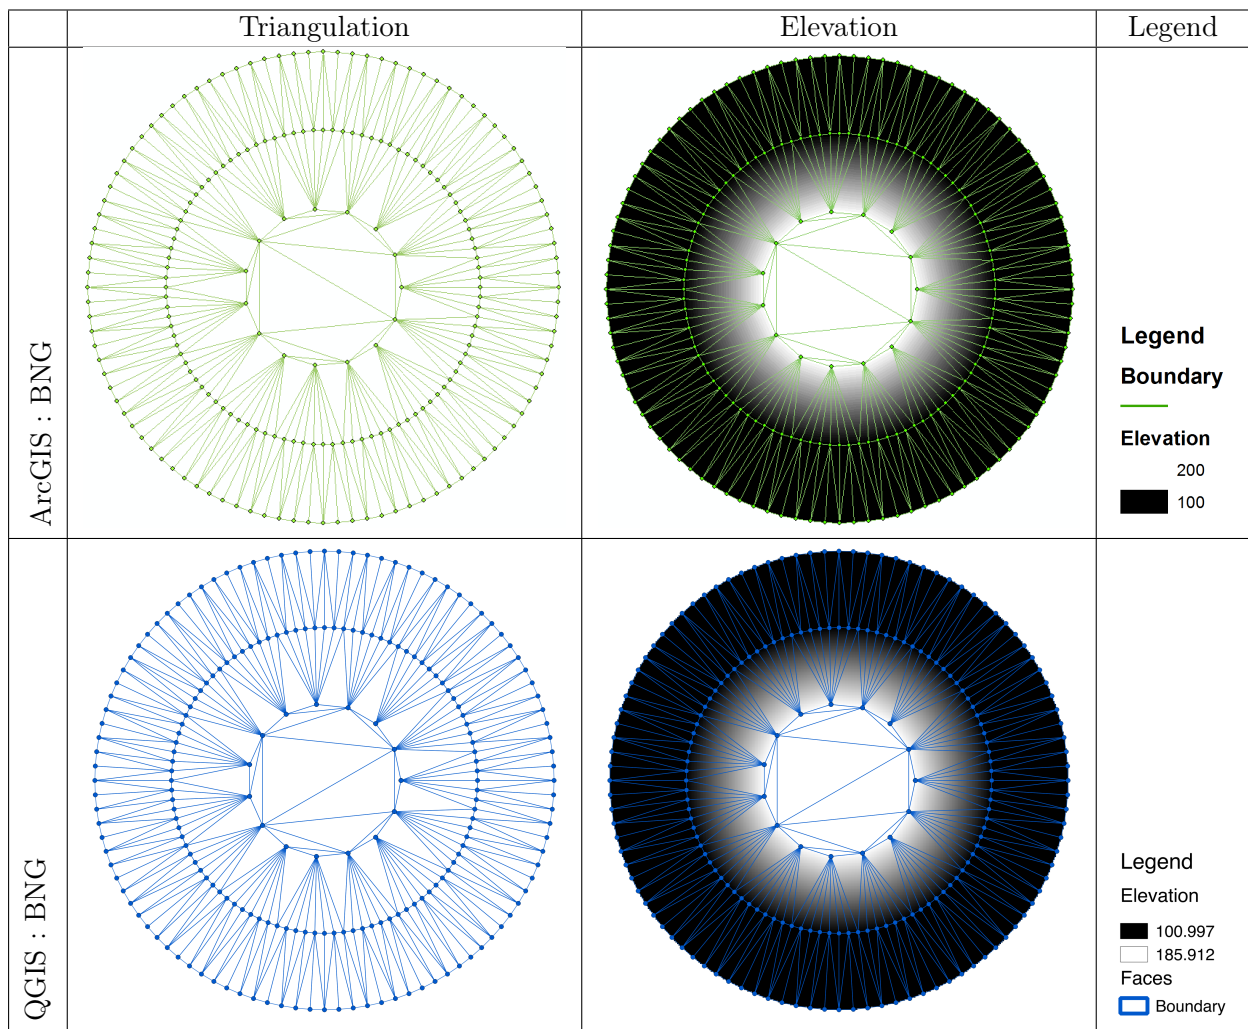 Triangulation
Elevation
Legend
ArcGIS : BNG
Legend
Boundary
Elevation
200
100
QGIS : BNG
Legend
Elevation
100.997
185.912
Faces
Boundary